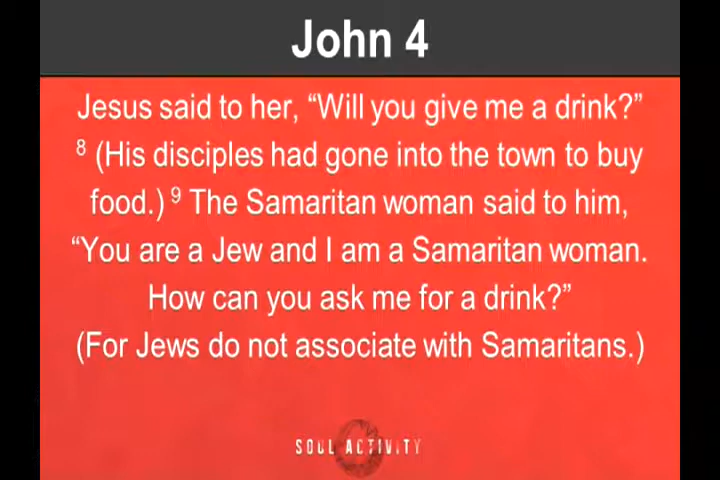 John 4
Jesus said to her, “Will you give me a drink?”
8 (His disciples had gone into the town to buy
food.) 9 The Samaritan woman said to him,
“You are a Jew and I am a Samaritan woman.
How can you ask me for a drink?”
(For Jews do not associate with Samaritans.)
SOUL ACTIVITY